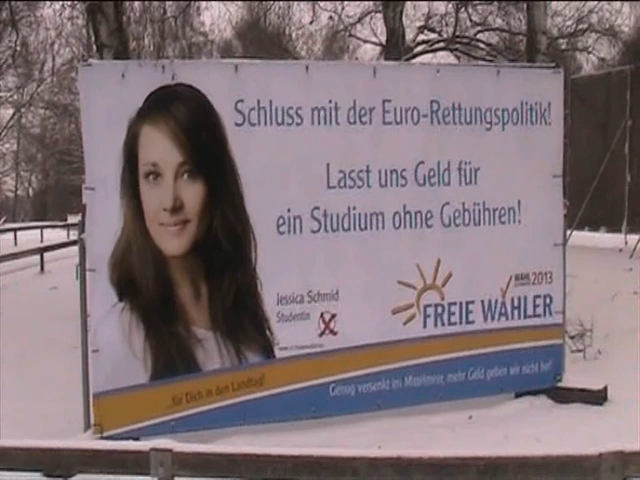 Schluss mit der Euro-Rettungspolitik!
Lasst uns Geld für
ein Studium ohne Gebühren!
Jessica Schmid
Studentin
WAHL
2013
FREIE WÄHLER
...für Dich in den Landtag!
Genug versenkt im Mittelmeer, mehr Geld geben wir nicht her!